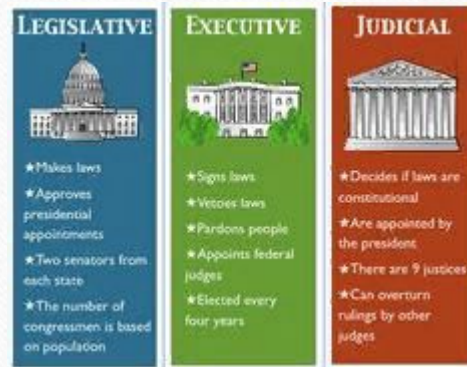 LEGISLATIVE
★Makes laws
★Approves
presidential
appointments
★Two senators from
each state
★The number of
congressmen is based
on population
EXECUTIVE
★Signs laws
★Vetoes laws
★Pardons people
★Appoints federal
judges
★Elected every
four years
JUDICIAL
★Decides if laws are
constitutional
★Are appointed by
the president
★There are 9 justices
★Can overturn
rulings by other
judges